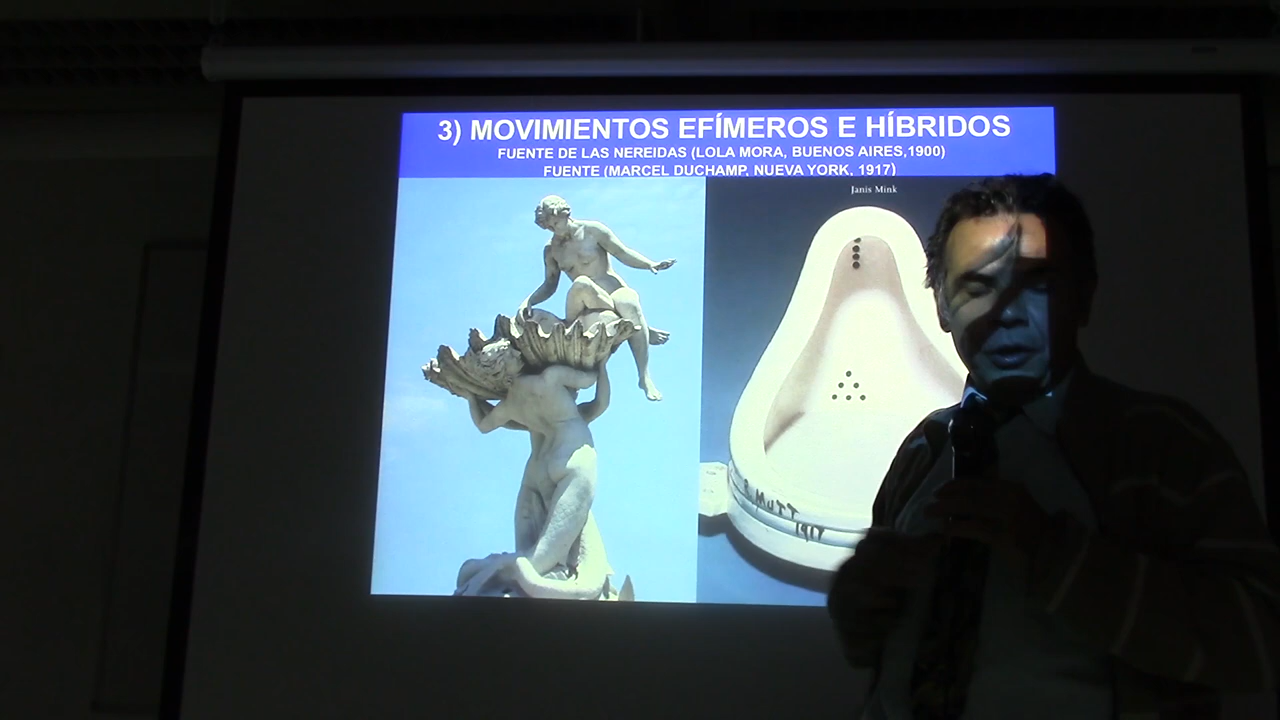 3) MOVIMIENTOS EFÍMEROS E HÍBRIDOS
FUENTE DE LAS NEREIDAS (LOLA MORA, BUENOS AIRES,1900)
FUENTE (MARCEL DUCHAMP, NUEVA YORK, 1917)
Janis Mink
R. MUTT
1917